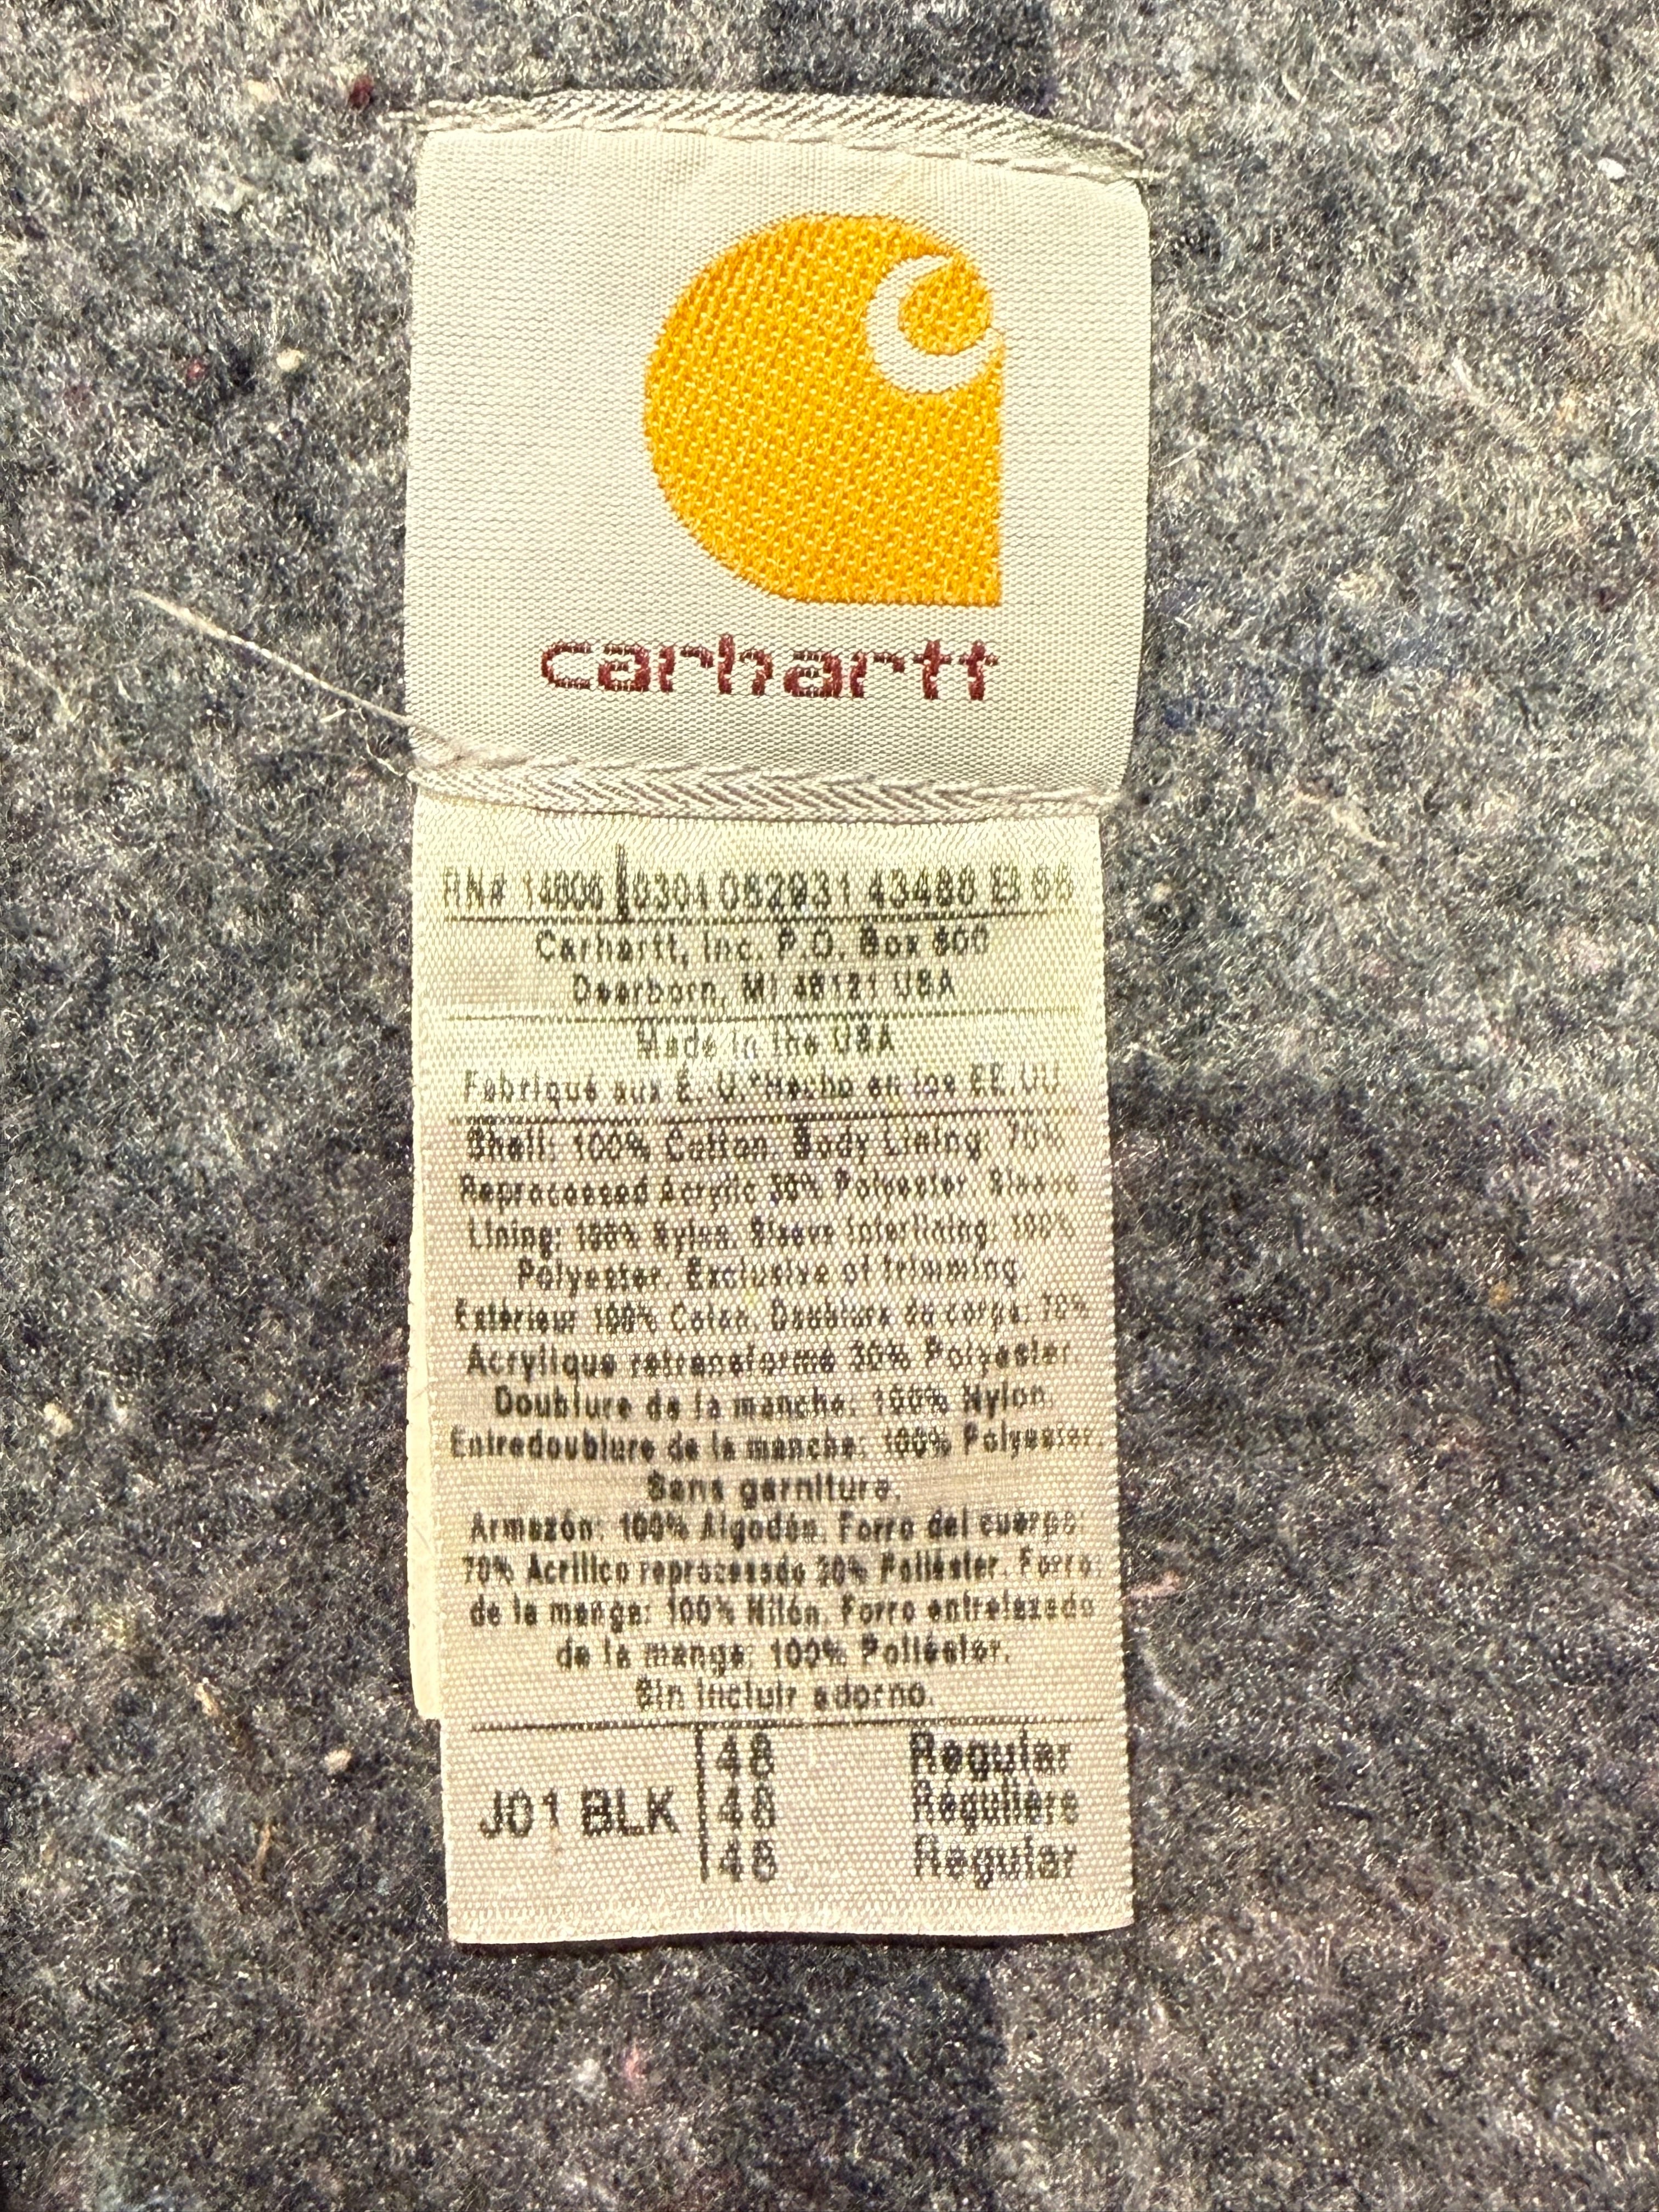 carhartt
RN# 14806 0304 082931 43486
Carhartt, Inc. P.O. Box 600
Dearborn, MI 48121 USA
Made in the USA
Fabriqué aux É. U.*Hecho en los EE.UU
Shell: 100% Cotton. Body Lining: 70%
Reprocessed Acrylic 30% Polyester. Sleeve
Lining: 100% Nylon. Sleeve Interlining: 100%
Polyester. Exclusive of trimming.
Extérieur 100% Coton. Doublure du corps: 70%
Acrylique retransformé 30% Polyester.
Doublure de la manche: 100% Nylon.
Entredoublure de la manche: 100% Polyester.
Sans garniture.
Armazón: 100% Algodón. Forro del cuerpo:
70% Acrílico reprocesado 30% Poliéster. Forro
de la manga: 100% Nilón. Forro entrelazado
de la manga: 100% Poliéster.
Sin incluir adorno.
J01 BLK
48 Regular
48 Régulière
48 Regular